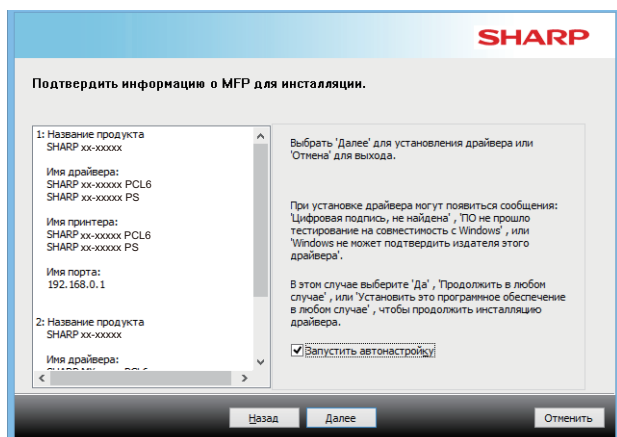 SHARP
Подтвердить информацию о MFP для инсталляции.
1: Название продукта
SHARP xx-xxxxx
Имя драйвера:
SHARP xx-xxxxx PCL6
SHARP xx-xxxxx PS
Имя принтера:
SHARP xx-xxxxx PCL6
SHARP xx-xxxxx PS
Имя порта:
192.168.0.1
2: Название продукта
SHARP xx-xxxxx
Имя драйвера:
Выбрать 'Далее' для установления драйвера или
'Отмена' для выхода.
При установке драйвера могут появиться сообщения:
'Цифровая подпись, не найдена' , 'ПО не прошло
тестирование на совместимость с Windows' , или
'Windows не может подтвердить издателя этого
драйвера'.
В этом случае выберите 'Да' , 'Продолжить в любом
случае' , или 'Установить это программное обеспечение
в любом случае' , чтобы продолжить инсталляцию
драйвера.
Запустить автонастройку
Назад
Далее
Отменить